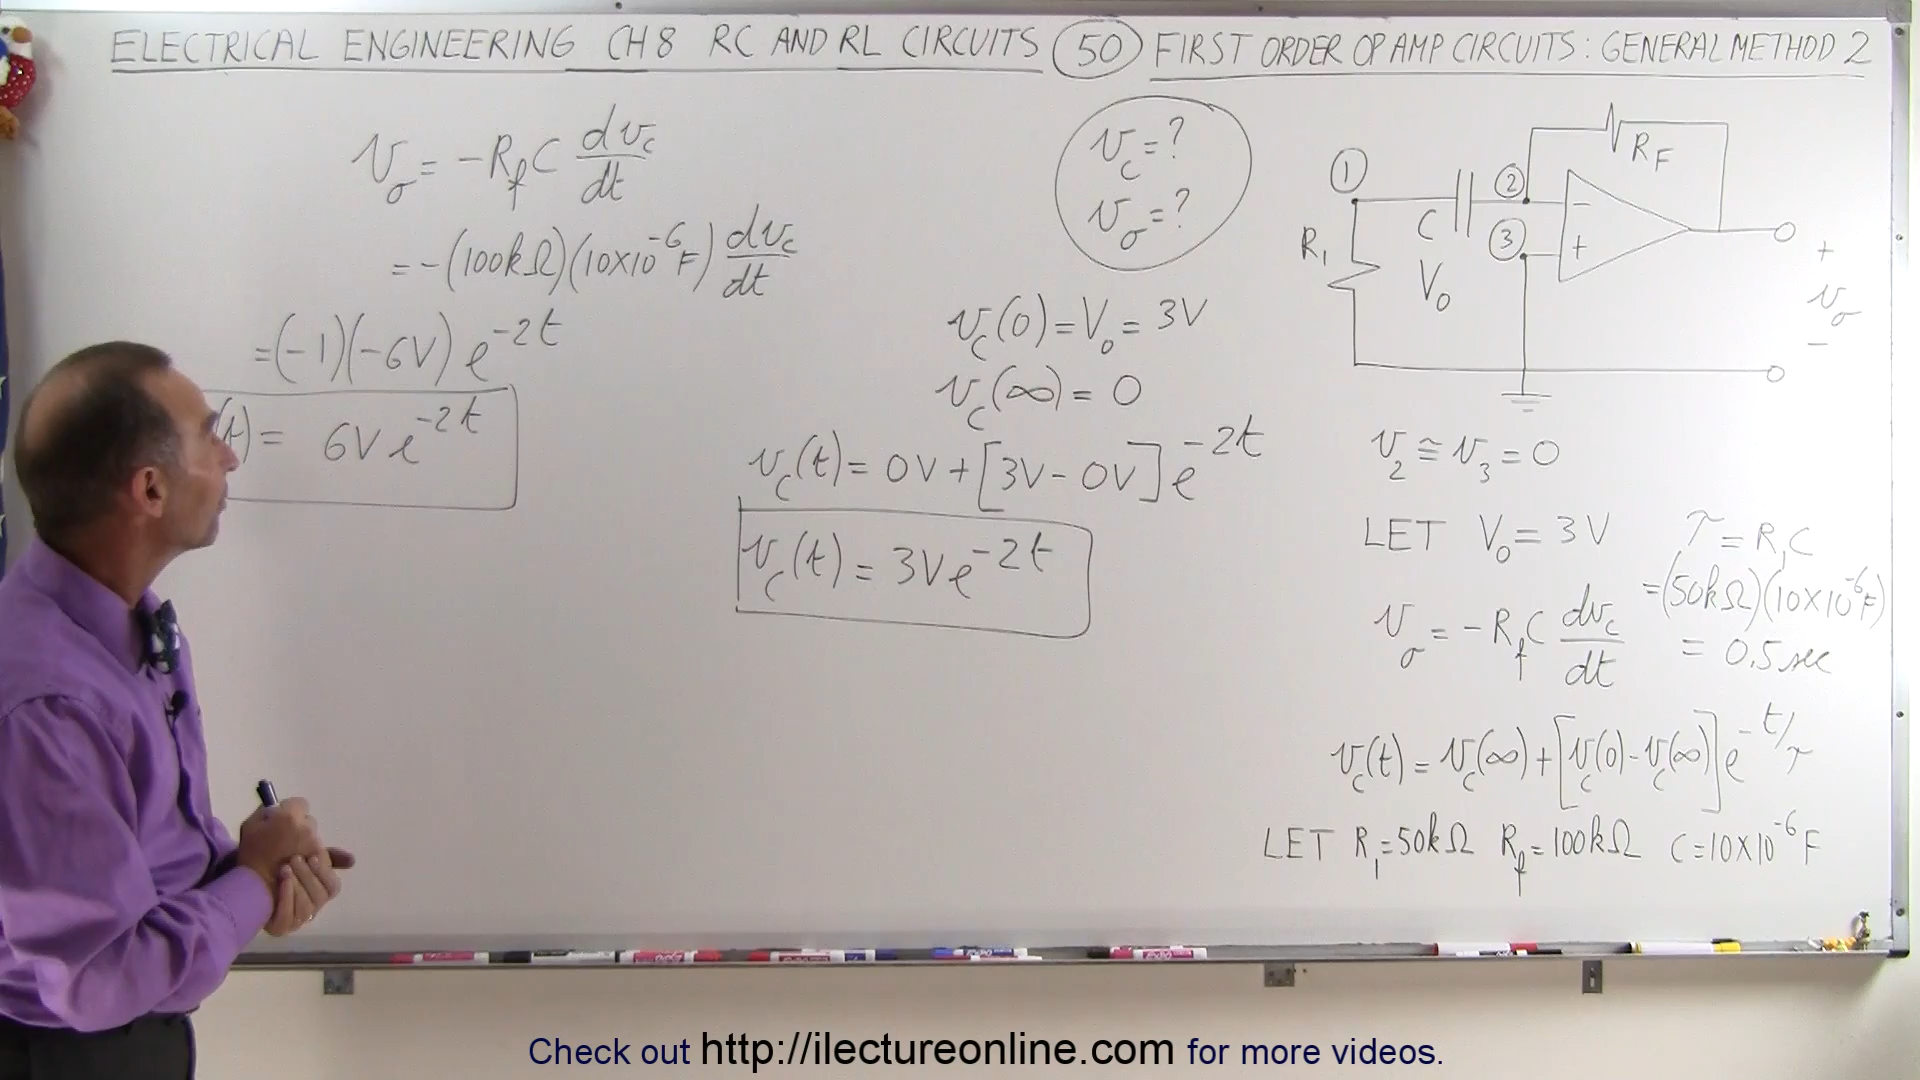 ELECTRICAL ENGINEERING CH 8 RC AND RL CIRCUITS 50 FIRST ORDER OP AMP CIRCUITS: GENERAL METHOD 2
v_o = -R_f C dv_c/dt
= -(100kΩ)(10×10^-6 F) dv_c/dt
= (-1)(-6V) e^-2t
(t) = 6V e^-2t
v_c = ?
v_o = ?
v_c(0) = V_o = 3V
v_c(∞) = 0
v_c(t) = 0V + [3V - 0V] e^-2t
v_c(t) = 3V e^-2t
1
2
3
R_1
C
V_o
R_F
-
+
+
v_o
-
v_2 ≅ v_3 = 0
LET V_o = 3V
τ = R_1C
= (50kΩ)(10×10^-6 F)
= 0.5 sec
v_o = -R_f C dv_c/dt
v_c(t) = v_c(∞) + [v_c(0) - v_c(∞)] e^-t/τ
LET R_1 = 50kΩ R_f = 100kΩ C = 10×10^-6 F
Check out http://ilectureonline.com for more videos.